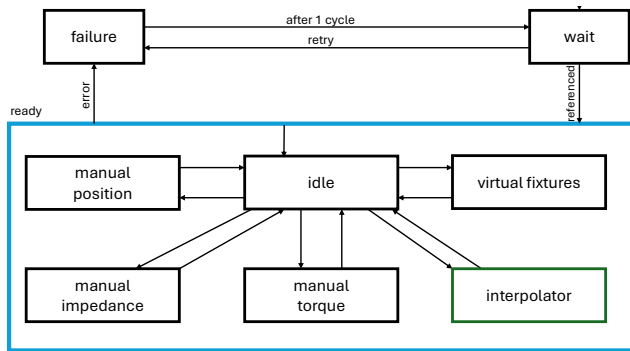 failure
after 1 cycle
wait
retry
error
referenced
ready
manual
position
idle
virtual fixtures
manual
impedance
manual
torque
interpolator